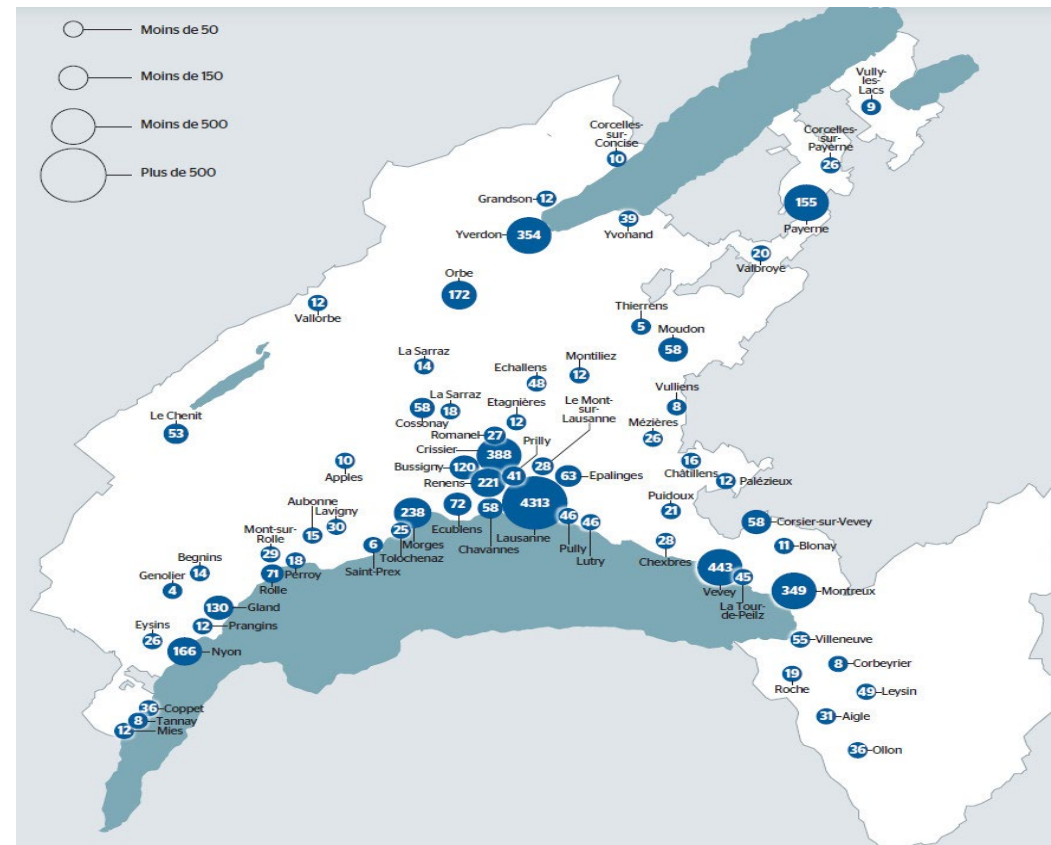 Moins de 50
Moins de 150
Moins de 500
Plus de 500
Vully-
les-
Lacs
9
Corcelles-
sur-
Concise
10
Corcelles-
sur-
Payerne
26
Grandson
12
155
Payerne
Yverdon
354
39
Yvonand
20
Valbroye
Orbe
172
12
Vallorbe
Thierrens
5
Moudon
58
La Sarraz
14
Echallens
48
Montiliez
12
Le Chenit
53
58
Cossonay
La Sarraz
18
Etagnières
12
Le Mont-
sur-
Lausanne
28
Vulliens
8
Mézières
26
Romanel
27
Crissier
388
Prilly
41
Bussigny
120
Renens
221
63
Epalinges
16
Châtillens
12
Palézieux
10
Apples
Aubonne
15
Lavigny
30
238
Morges
25
Tolochenaz
72
Ecublens
58
Chavannes
4313
Lausanne
46
Pully
46
Lutry
Puidoux
21
58
Corsier-sur-Vevey
28
Chexbres
11
Blonay
Mont-sur-
Rolle
29
18
Perroy
6
Saint-Prex
71
Rolle
Begnins
14
Genolier
4
443
Vevey
45
La Tour-
de-Peilz
349
Montreux
130
Gland
12
Prangins
Eysins
26
166
Nyon
55
Villeneuve
19
Roche
8
Corbeyrier
49
Leysin
31
Aigle
36
Ollon
36
Coppet
8
Tannay
12
Mies